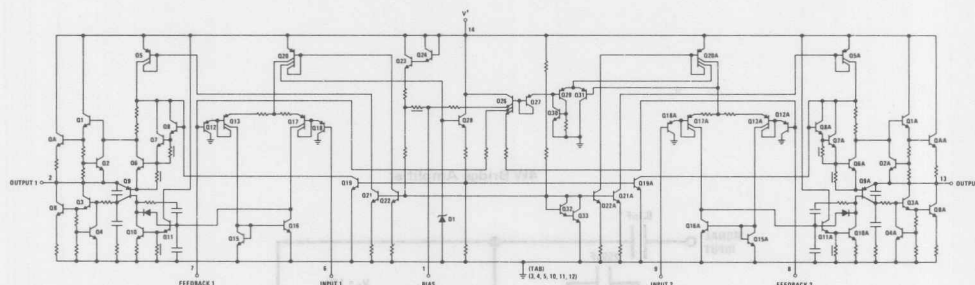 V+
14
Q5
Q20
Q24
Q23
Q20A
Q5A
Q1
Q26
Q27
Q29
Q31
Q1A
QA
Q8
Q7
Q12
Q13
Q17
Q18
Q28
Q30
Q18A
Q17A
Q13A
Q12A
Q8A
Q7A
QAA
Q2
Q6
Q6A
Q2A
OUTPUT 1
2
Q9
Q19
Q21
Q22
Q22A
Q21A
Q19A
Q9A
13
OUTPUT
Q3
QB
Q4
Q10
Q11
Q15
Q16
D1
Q32
Q33
Q16A
Q15A
Q11A
Q10A
Q4A
Q3A
QBA
7
FEEDBACK 1
6
INPUT 1
1
BIAS
(TAB)
(3, 4, 5, 10, 11, 12)
9
INPUT 2
8
FEEDBACK 2